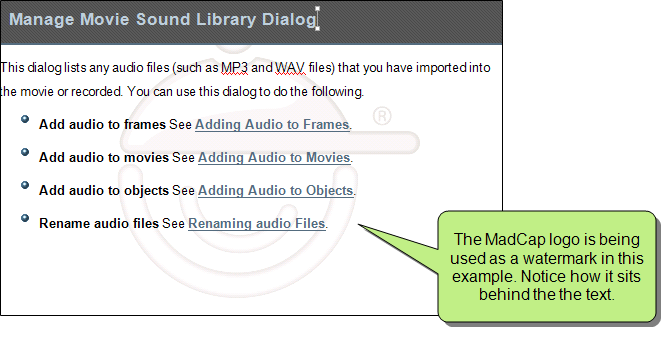 Manage Movie Sound Library Dialog
This dialog lists any audio files (such as MP3 and WAV files) that you have imported into
the movie or recorded. You can use this dialog to do the following.
Add audio to frames See Adding Audio to Frames.
Add audio to movies See Adding Audio to Movies.
Add audio to objects See Adding Audio to Objects.
Rename audio files See Renaming audio Files.
®
The MadCap logo is being
used as a watermark in this
example. Notice how it sits
behind the the text.